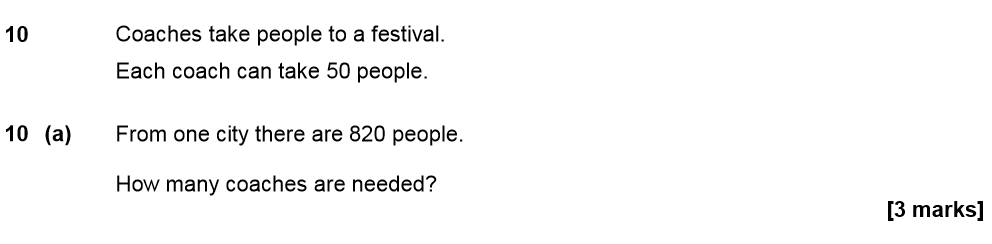 10 Coaches take people to a festival.
Each coach can take 50 people.
10 (a) From one city there are 820 people.
How many coaches are needed?
[3 marks]